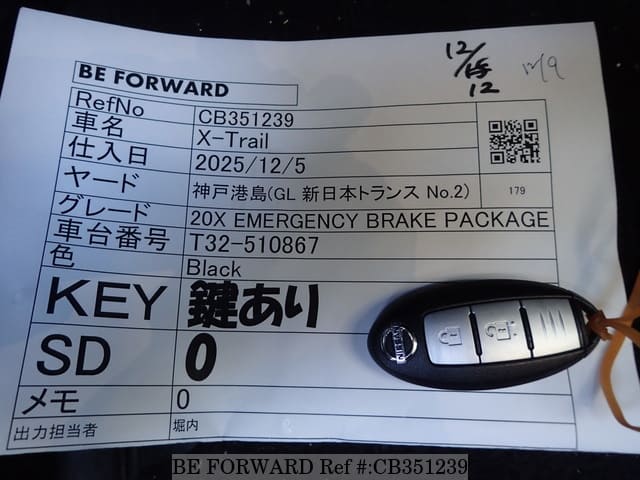 12/
12
12/9
BE FORWARD
RefNo CB351239
車名 X-Trail
仕入日 2025/12/5
ヤード 神戸港島(GL 新日本トランス No.2) 179
グレード 20X EMERGENCY BRAKE PACKAGE
車台番号 T32-510867
色 Black
KEY 鍵あり
SD 0
メモ 0
出力担当者 堀内
NISSAN
BE FORWARD Ref #:CB351239